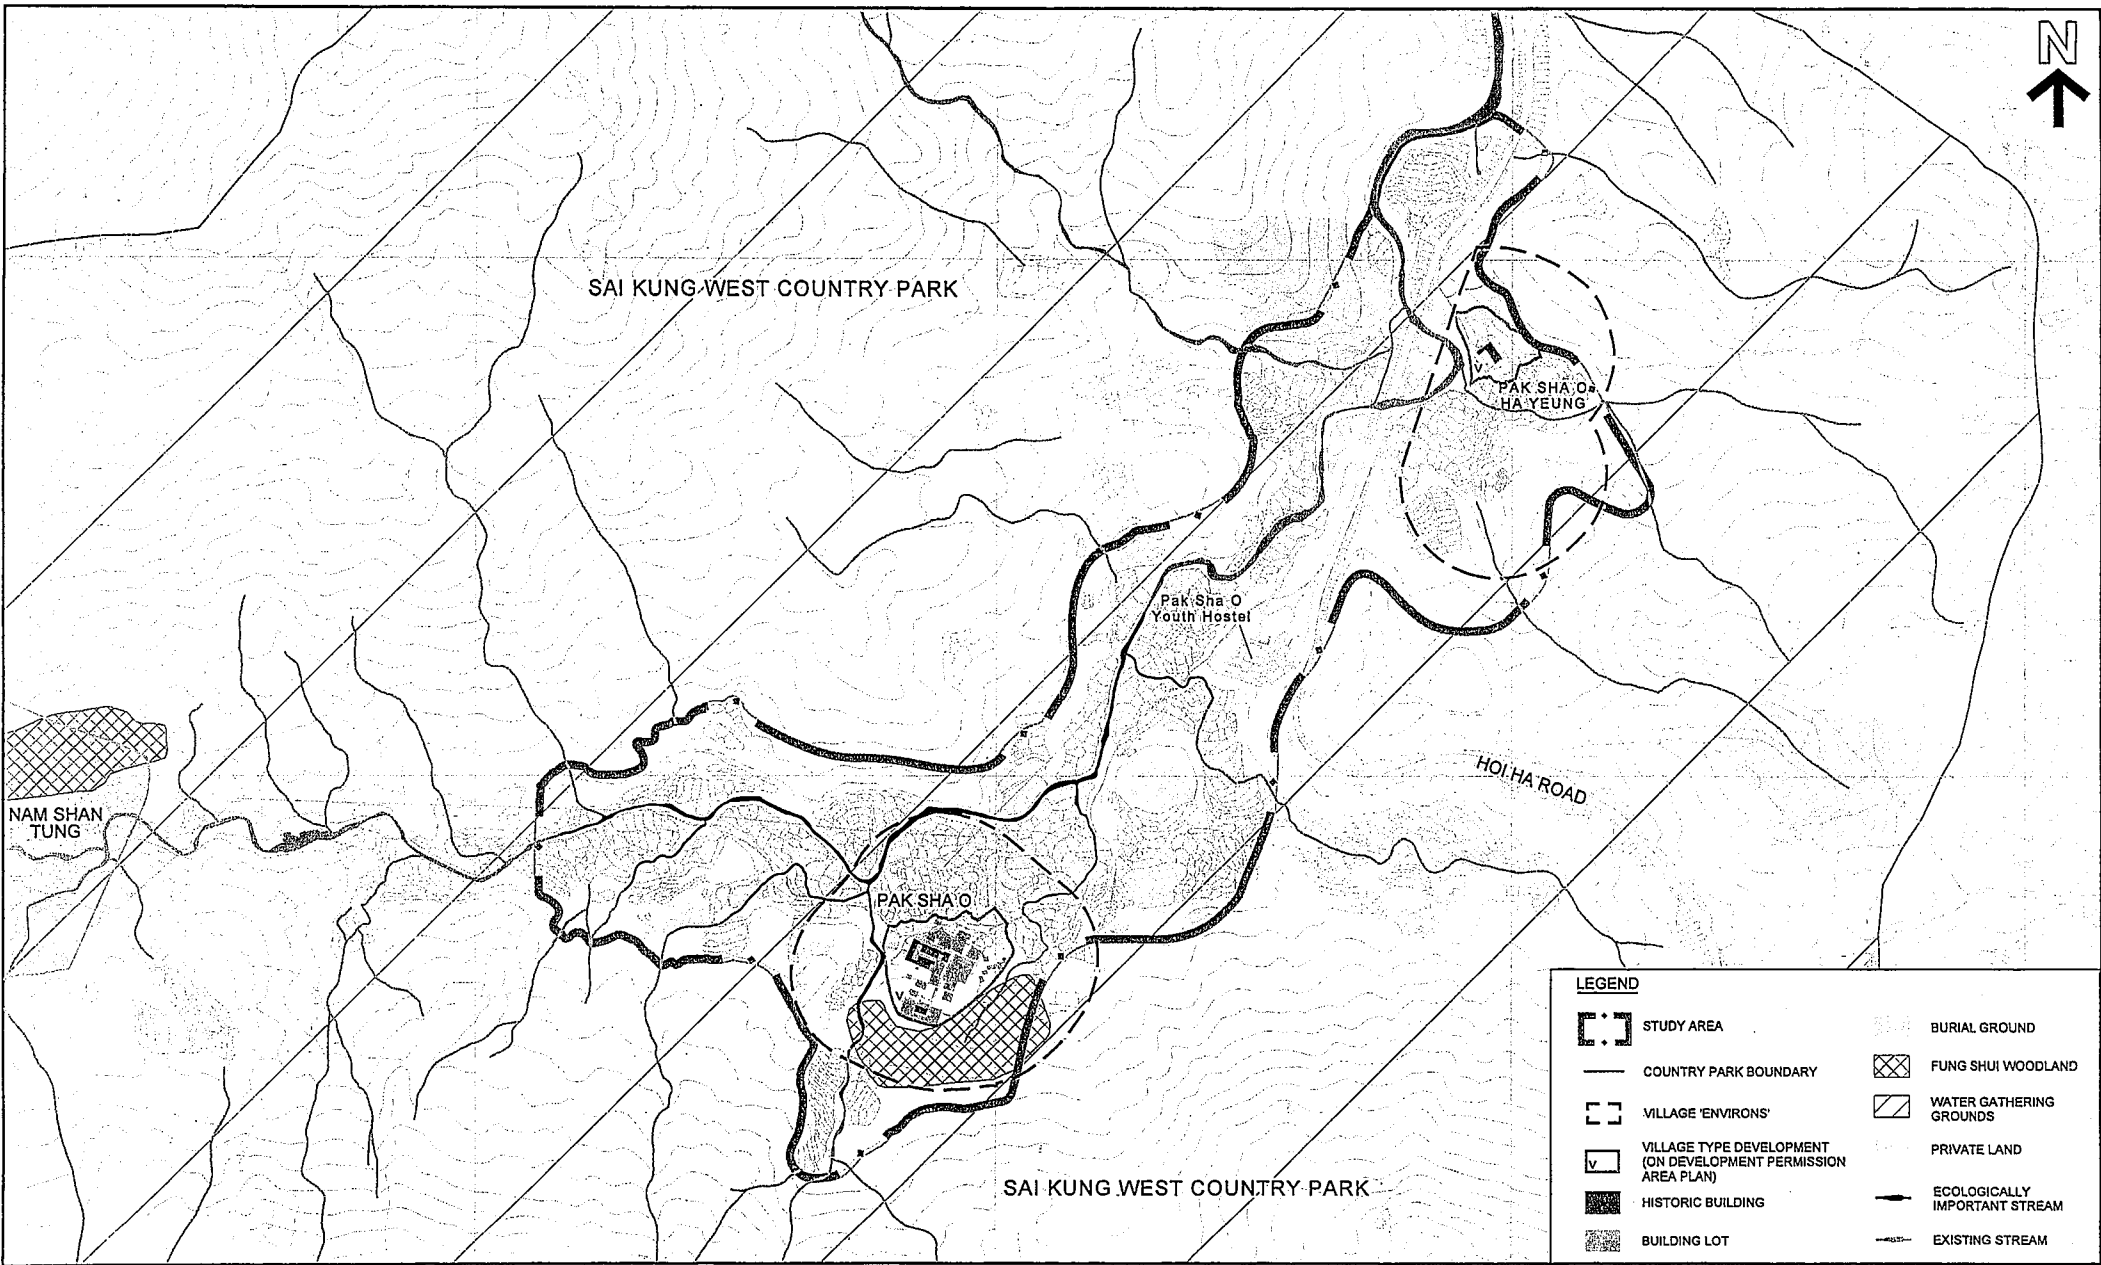 N
SAI KUNG WEST COUNTRY PARK
PAK SHA O
HA YEUNG
Pak Sha O
Youth Hostel
HOI HA ROAD
NAM SHAN
TUNG
PAK SHA O
V
V
SAI KUNG WEST COUNTRY PARK
LEGEND
STUDY AREA
COUNTRY PARK BOUNDARY
VILLAGE 'ENVIRONS'
V
VILLAGE TYPE DEVELOPMENT
(ON DEVELOPMENT PERMISSION
AREA PLAN)
HISTORIC BUILDING
BUILDING LOT
BURIAL GROUND
FUNG SHUI WOODLAND
WATER GATHERING
GROUNDS
PRIVATE LAND
ECOLOGICALLY
IMPORTANT STREAM
EXISTING STREAM